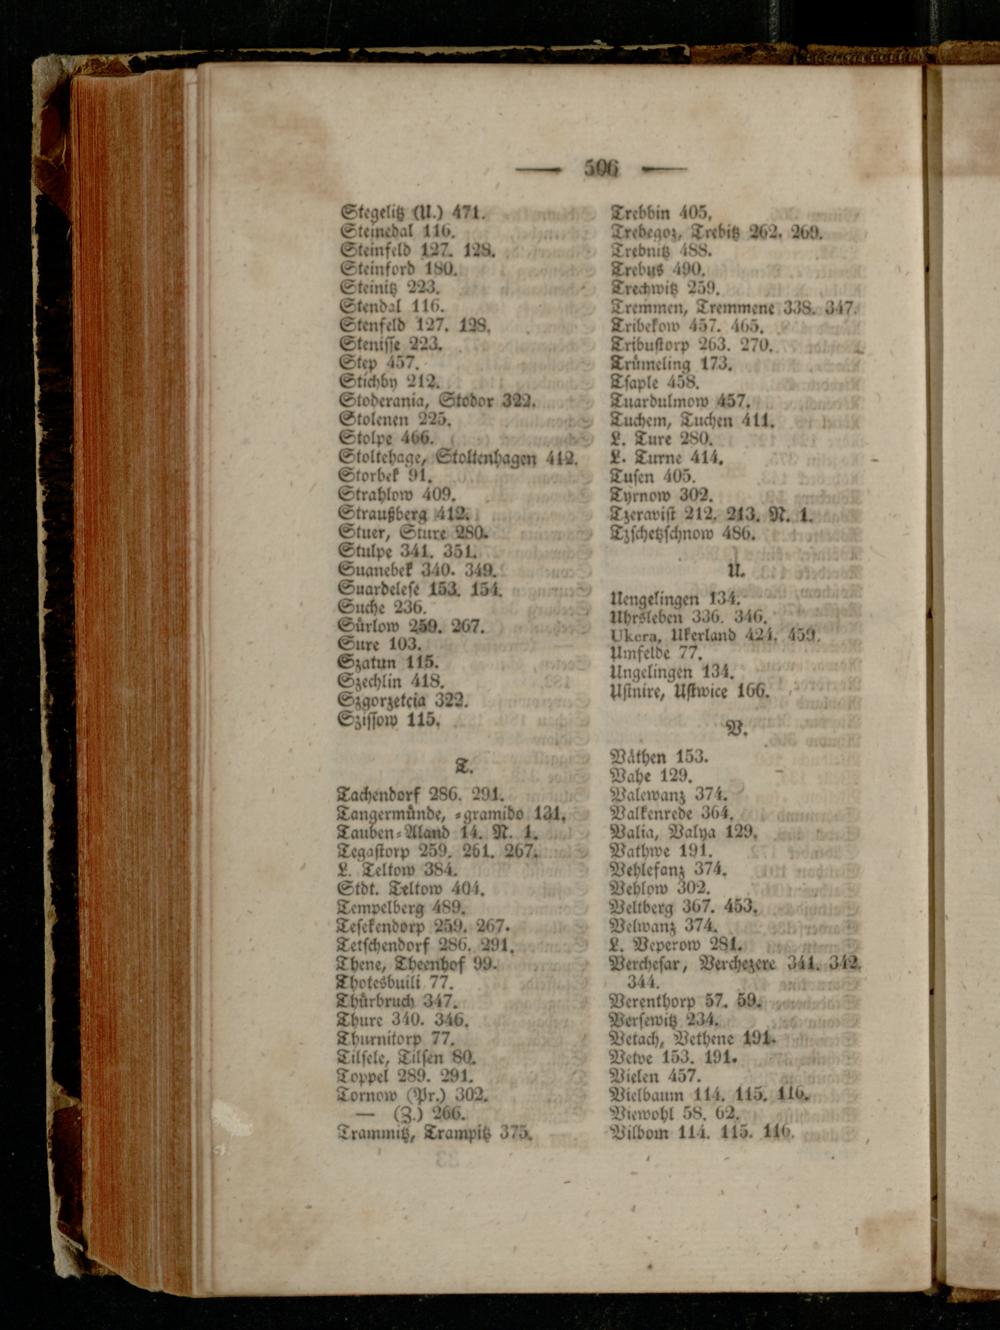 — 506 —
Stegelitz (U.) 471.
Steinedal 116.
Steinfeld 127. 128.
Steinford 180.
Steinitz 223.
Stendal 116.
Stenfeld 127. 128.
Stenisse 223.
Step 457.
Stichby 212.
Stoderania, Stodor 322.
Stolenen 225.
Stolpe 466.
Stoltehage, Stoltenhagen 412.
Storbek 91.
Strahlow 409.
Straußberg 412.
Stuer, Sture 280.
Stulpe 341. 351.
Suanebek 340. 349.
Suardelese 153. 154.
Suche 236.
Sůrlow 259. 267.
Sure 103.
Szatun 115.
Szechlin 418.
Szgorzelcia 322.
Szissow 115.
T.
Tachendorf 286. 291.
Tangermůnde, ⸗gramido 131.
Tauben⸗Aland 14. N. 1.
Tegastorp 259. 261. 267.
L. Teltow 384.
Stdt. Teltow 404.
Tempelberg 489.
Tesekendorp 259. 267.
Tetschendorf 286. 291.
Thene, Theenhof 99.
Thotesbuili 77.
Thůrbruch 347.
Thure 340. 346.
Thurnitorp 77.
Tilsele, Tilsen 80.
Toppel 289. 291.
Tornow (Pr.) 302.
— (Z.) 266.
Trammitz, Trampitz 375.
Trebbin 405.
Trebegoz, Trebitz 262. 269.
Trebnitz 488.
Trebus 490.
Trechwitz 259.
Tremmen, Tremmene 338. 347.
Tribekow 457. 465.
Tribustorp 263. 270.
Trůmeling 173.
Tsaple 458.
Tuardulmow 457.
Tuchem, Tuchen 411.
L. Ture 280.
L. Turne 414.
Tusen 405.
Tyrnow 302.
Tzeravist 212. 213. N. 1.
Tzschetzschnow 486.
U.
Uengelingen 134.
Uhrsleben 336. 346.
Ukera, Ukerland 424. 459.
Umfelde 77.
Ungelingen 134.
Ustnire, Ustwice 166.
V.
Våthen 153.
Vahe 129.
Valewanz 374.
Valkenrede 364.
Valia, Valya 129.
Vathwe 191.
Vehlefanz 374.
Vehlow 302.
Veltberg 367. 453.
Velwanz 374.
L. Veperow 281.
Verchesar, Verchezere 341. 342.
344.
Verenthorp 57. 59.
Versewitz 234.
Vetach, Vethene 191.
Vetve 153. 191.
Vielen 457.
Vielbaum 114. 115. 116.
Viewohl 58. 62.
Vilbom 114. 115. 116.